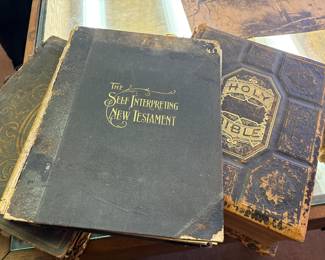 THE
SELF INTERPRETING
NEW TESTAMENT
HOLY
BIBLE